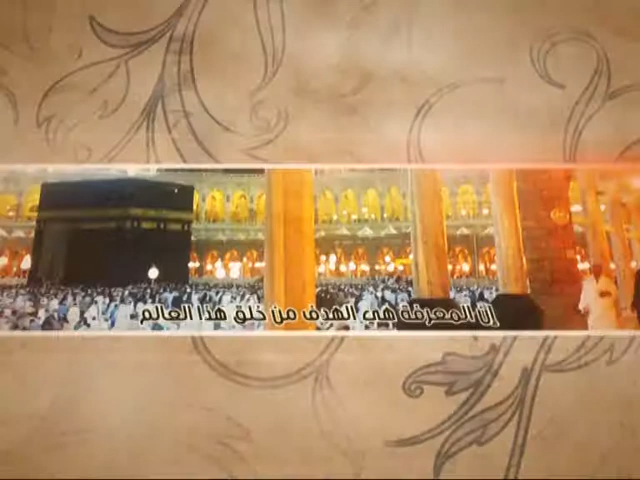 إنّ المعرفة هي الهدف من خلق هذا العالم